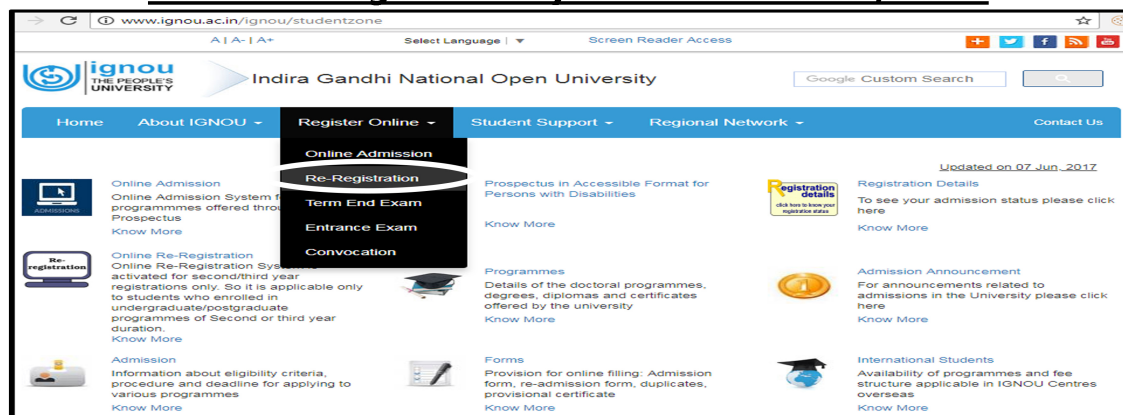 www.ignou.ac.in/ignou/studentzone
A | A- | A+ Select Language | ▼ Screen Reader Access
ignou
THE PEOPLE'S
UNIVERSITY
Indira Gandhi National Open University
Google Custom Search
Home About IGNOU Register Online Student Support Regional Network Contact Us
Online Admission
Re-Registration
Term End Exam
Entrance Exam
Convocation
Updated on 07 Jun, 2017
ADMISSIONS
Online Admission
Online Admission System
programmmes offered
Prospectus
Know More
Prospectus in Accessible Format for
Persons with Disabilities
Know More
Registration
details
click here to know your
registration status
Registration Details
To see your admission status please click
here
Know More
Re-
registration
Online Re-Registration
Online Re-Registration
activated for second/third year
registrations only. So it is applicable only
to students who enrolled in
undergraduate/postgraduate
programmes of Second or third year
duration.
Know More
Programmes
Details of the doctoral programmes,
degrees, diplomas and certificates
offered by the university
Know More
Admission Announcement
For announcements related to
admissions in the University please click
here
Know More
Admission
Information about eligibility criteria,
procedure and deadline for applying to
various programmes
Know More
Forms
Provision for online filling: Admission
form, re-admission form, duplicates,
provisional certificate
Know More
International Students
Availability of programmes and fee
structure applicable in IGNOU Centres
overseas
Know More